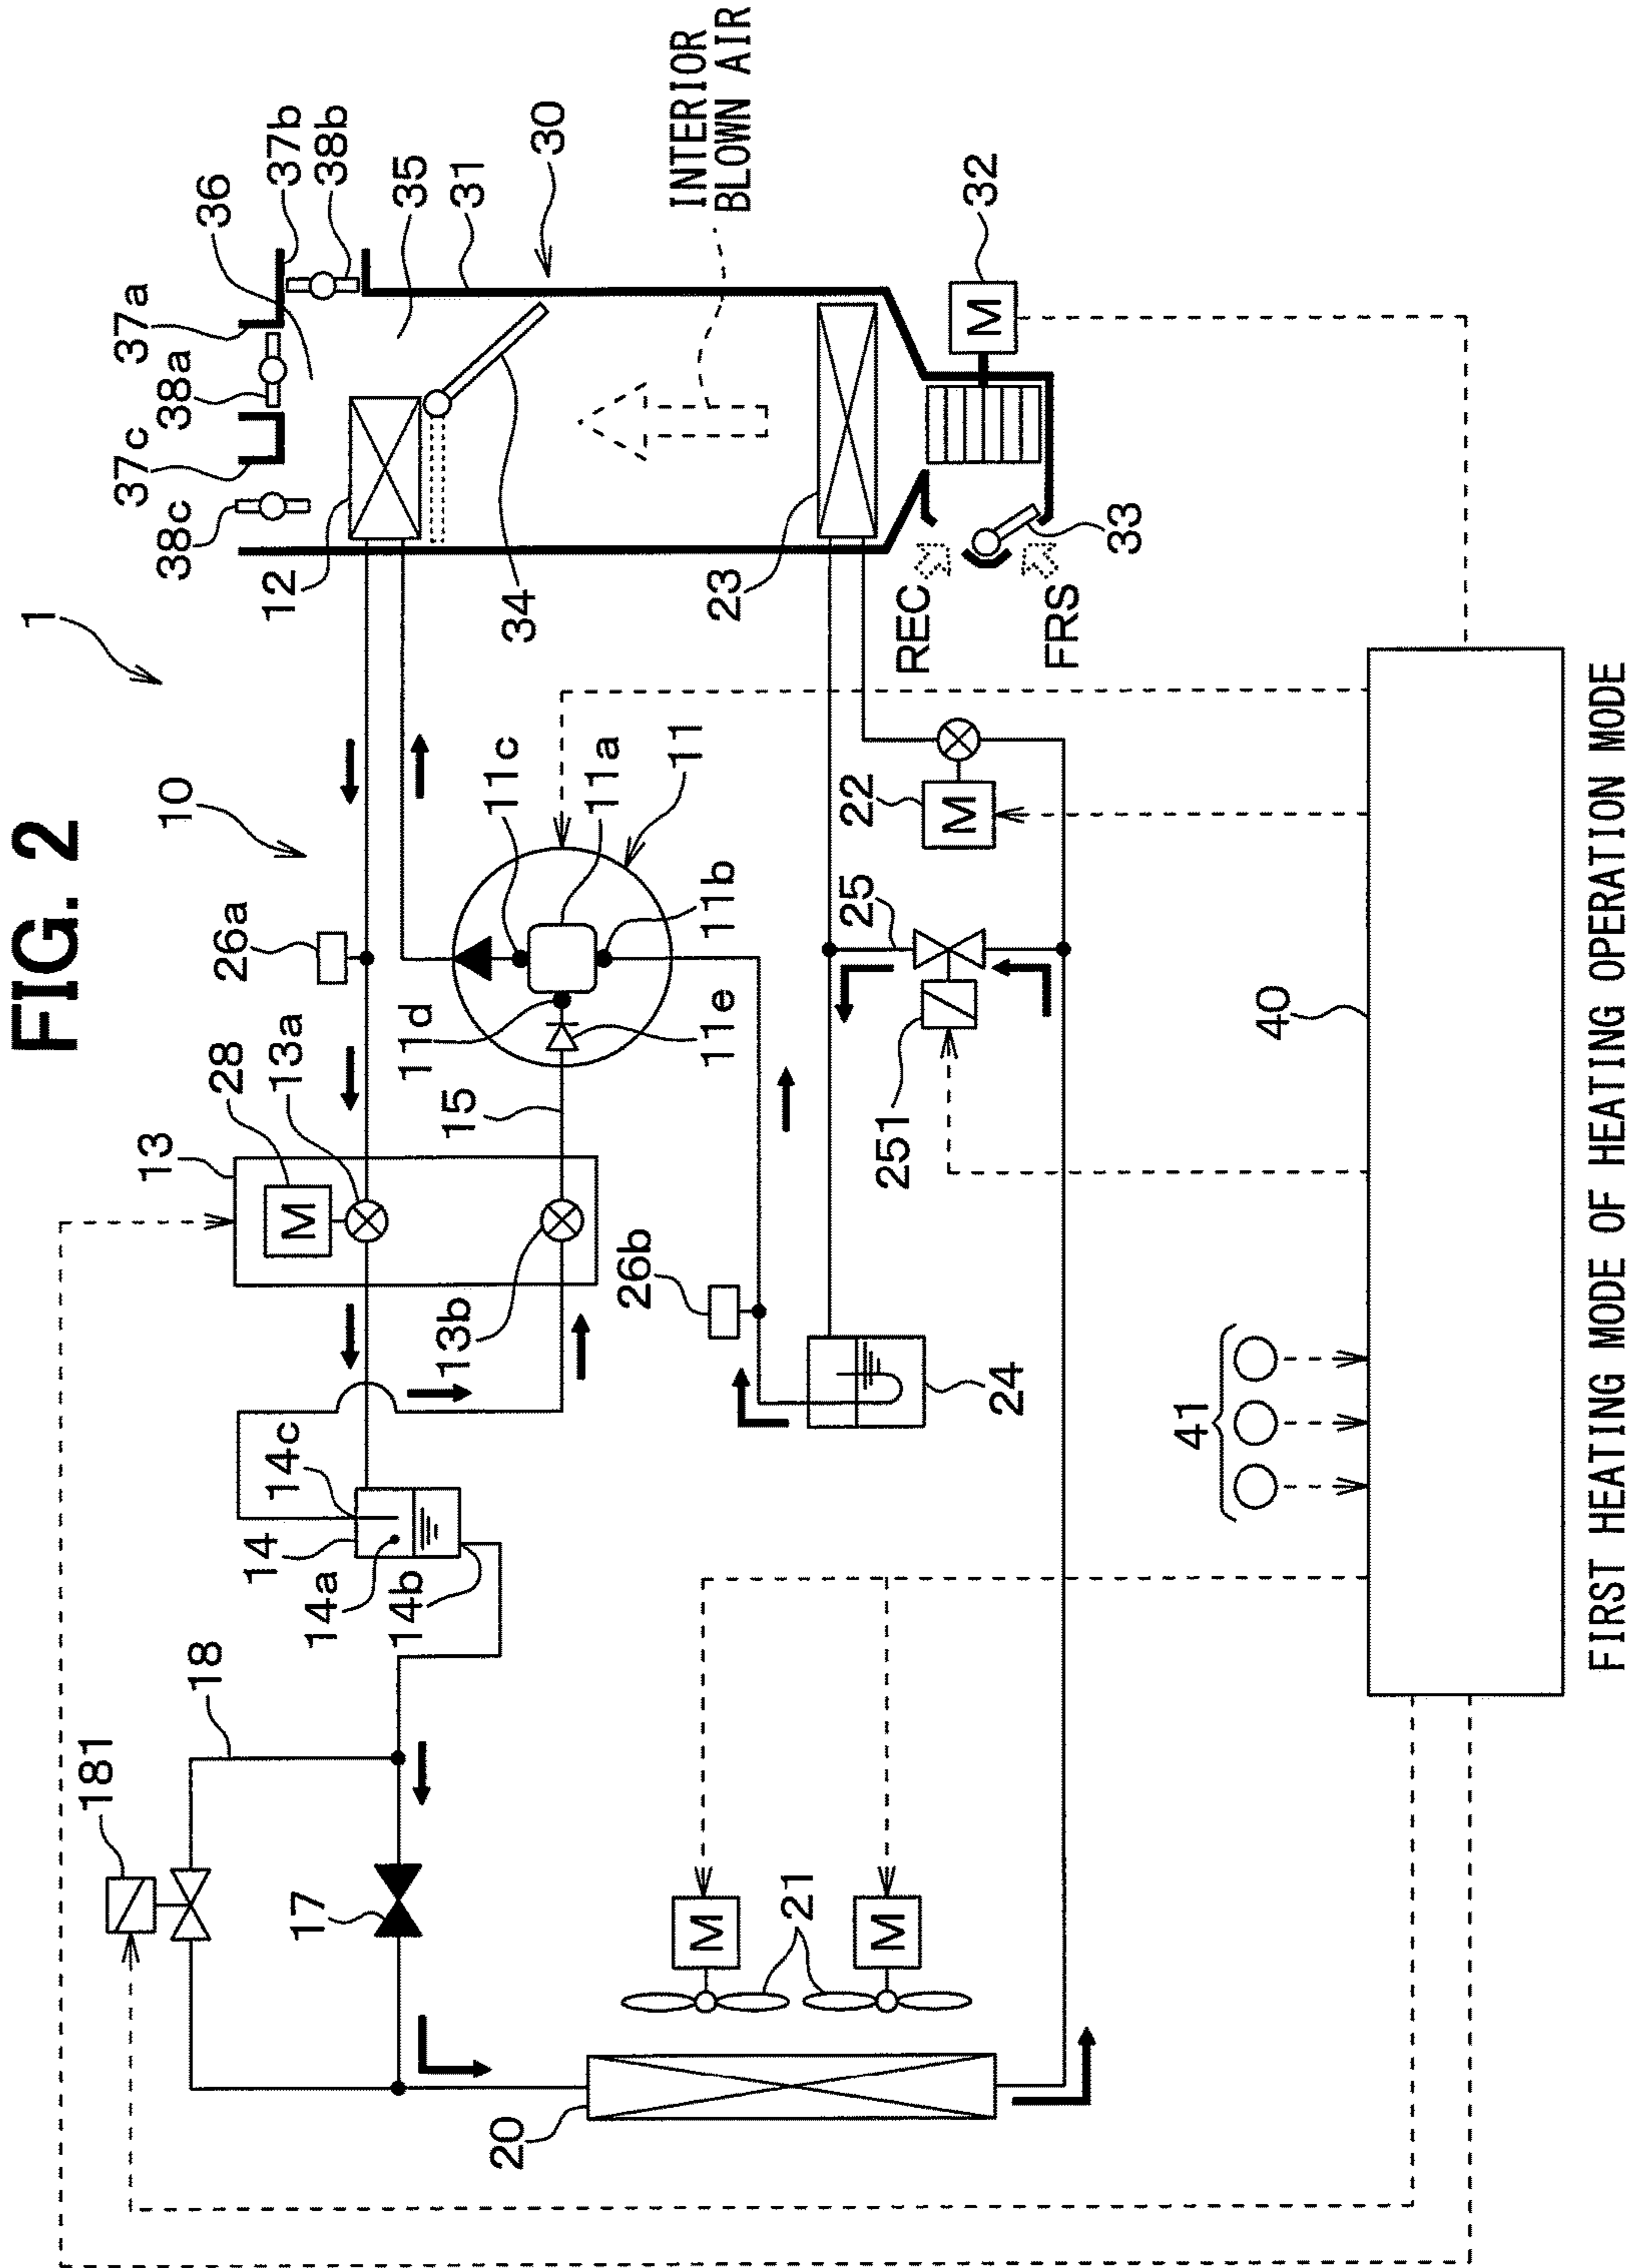 FIG. 2
1
181
18
13
10
38c
37c
38a
37a
36
37b
38b
28
M
13a
26a
12
35
31
14
14a
14c
14b
17
13b
15
11d
11c
11a
11
11b
11e
34
30
20
M
M
21
26b
23
INTERIOR
BLOWN AIR
24
251
25
22
M
REC
FRS
33
32
M
41
40
FIRST HEATING MODE OF HEATING OPERATION MODE